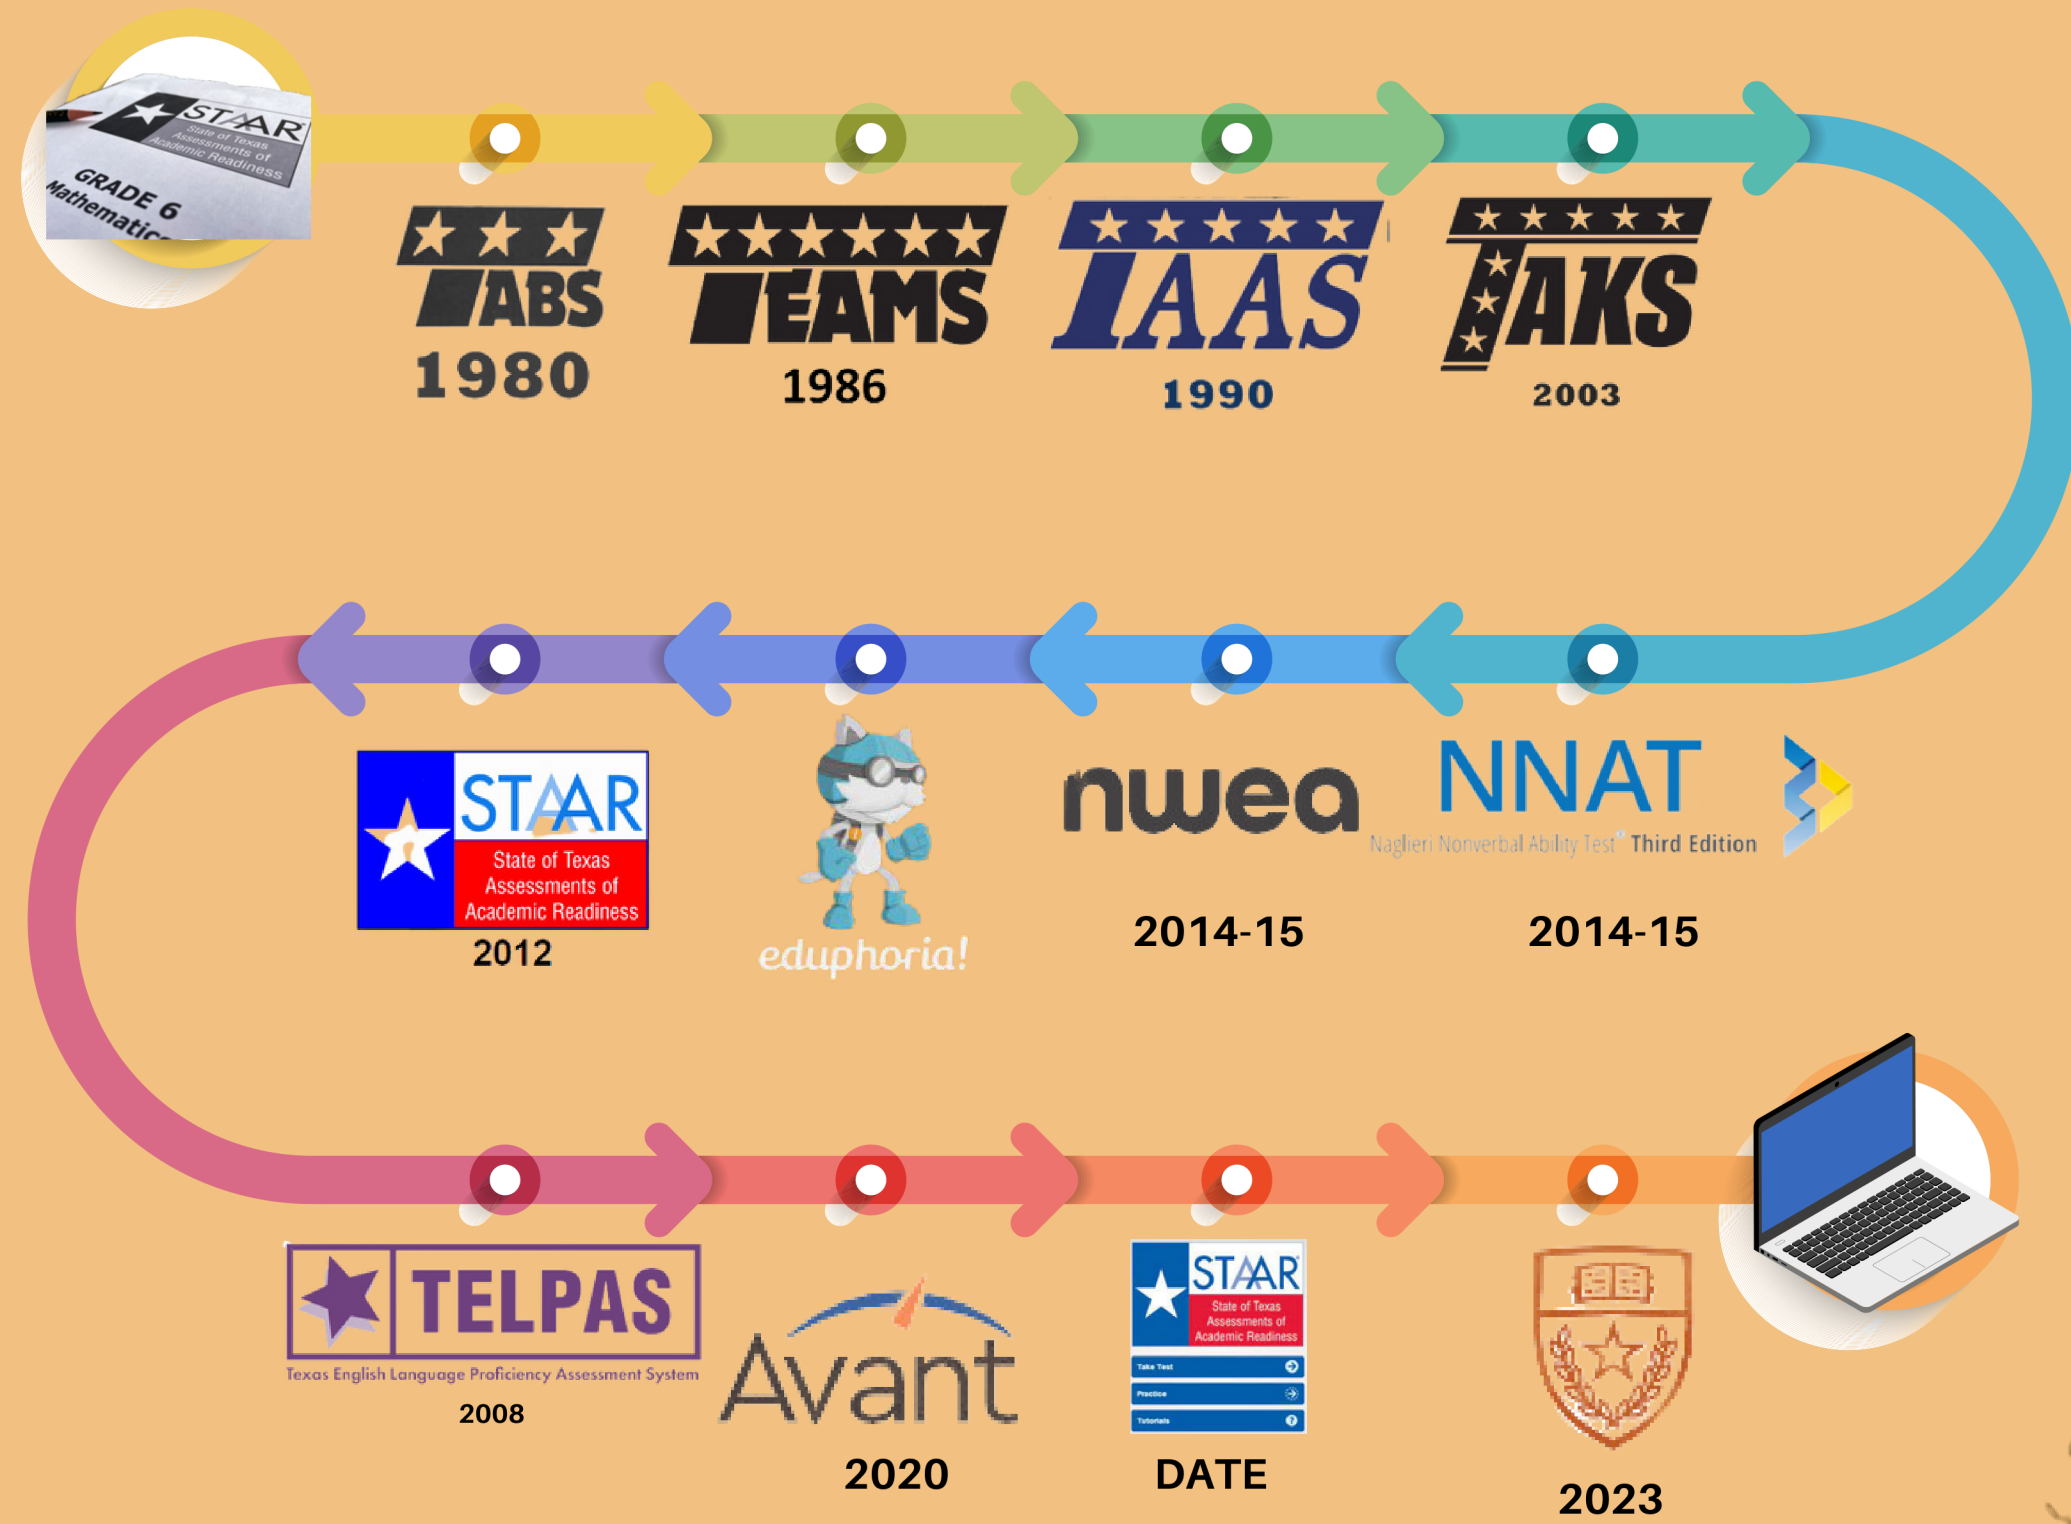 STAAR
State of Texas
Assessments of
Academic Readiness
GRADE 6
Mathematics
TABS
1980
TEAMS
1986
TAAS
1990
TAKS
2003
STAAR
State of Texas
Assessments of
Academic Readiness
2012
eduphoria!
nwea
2014-15
NNAT
Naglieri Nonverbal Ability Test® Third Edition
2014-15
TELPAS
Texas English Language Proficiency Assessment System
2008
Avant
2020
STAAR
State of Texas
Assessments of
Academic Readiness
Take Test
Practice
Tutorials
DATE
2023